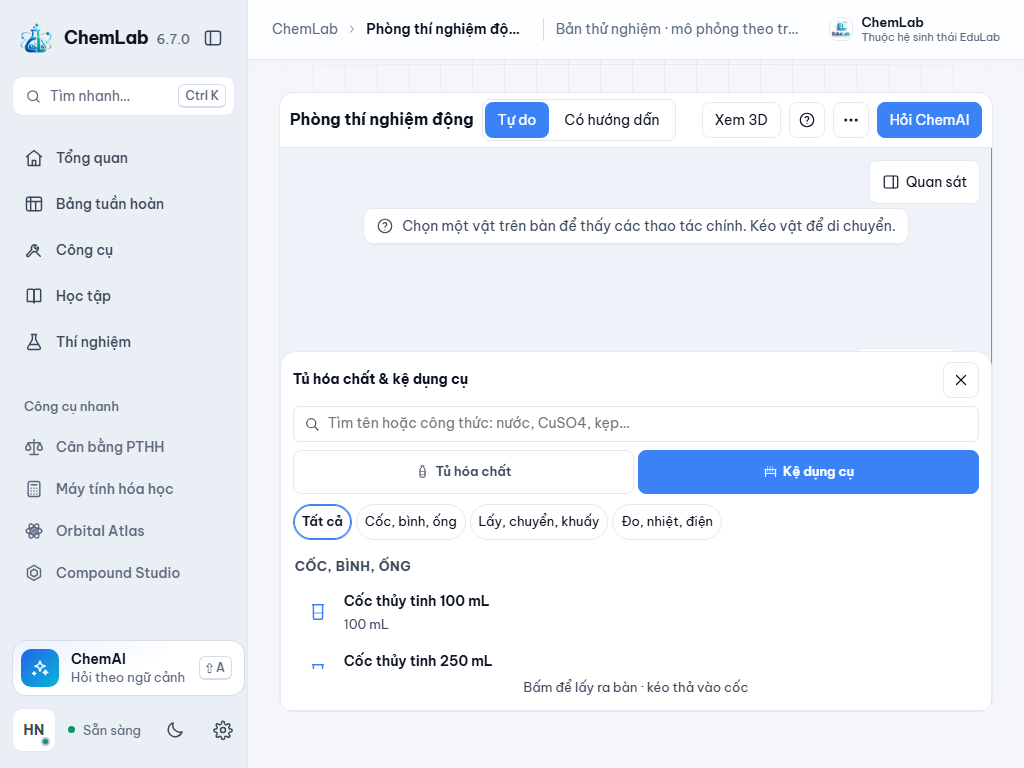 ChemLab 6.7.0
Tìm nhanh...
Ctrl K
Tổng quan
Bảng tuần hoàn
Công cụ
Học tập
Thí nghiệm
Công cụ nhanh
Cân bằng PTHH
Máy tính hóa học
Orbital Atlas
Compound Studio
ChemAI
Hỏi theo ngữ cảnh
⇧ A
HN
Sẵn sàng
ChemLab › Phòng thí nghiệm độ...
Bản thử nghiệm · mô phỏng theo tr...
ChemLab
Thuộc hệ sinh thái EduLab
Phòng thí nghiệm động
Tự do
Có hướng dẫn
Xem 3D
Hỏi ChemAI
Quan sát
Chọn một vật trên bàn để thấy các thao tác chính. Kéo vật để di chuyển.
Tủ hóa chất & kệ dụng cụ
Tìm tên hoặc công thức: nước, CuSO4, kẹp...
Tủ hóa chất
Kệ dụng cụ
Tất cả
Cốc, bình, ống
Lấy, chuyển, khuấy
Đo, nhiệt, điện
CỐC, BÌNH, ỐNG
Cốc thủy tinh 100 mL
100 mL
Cốc thủy tinh 250 mL
Bấm để lấy ra bàn · kéo thả vào cốc